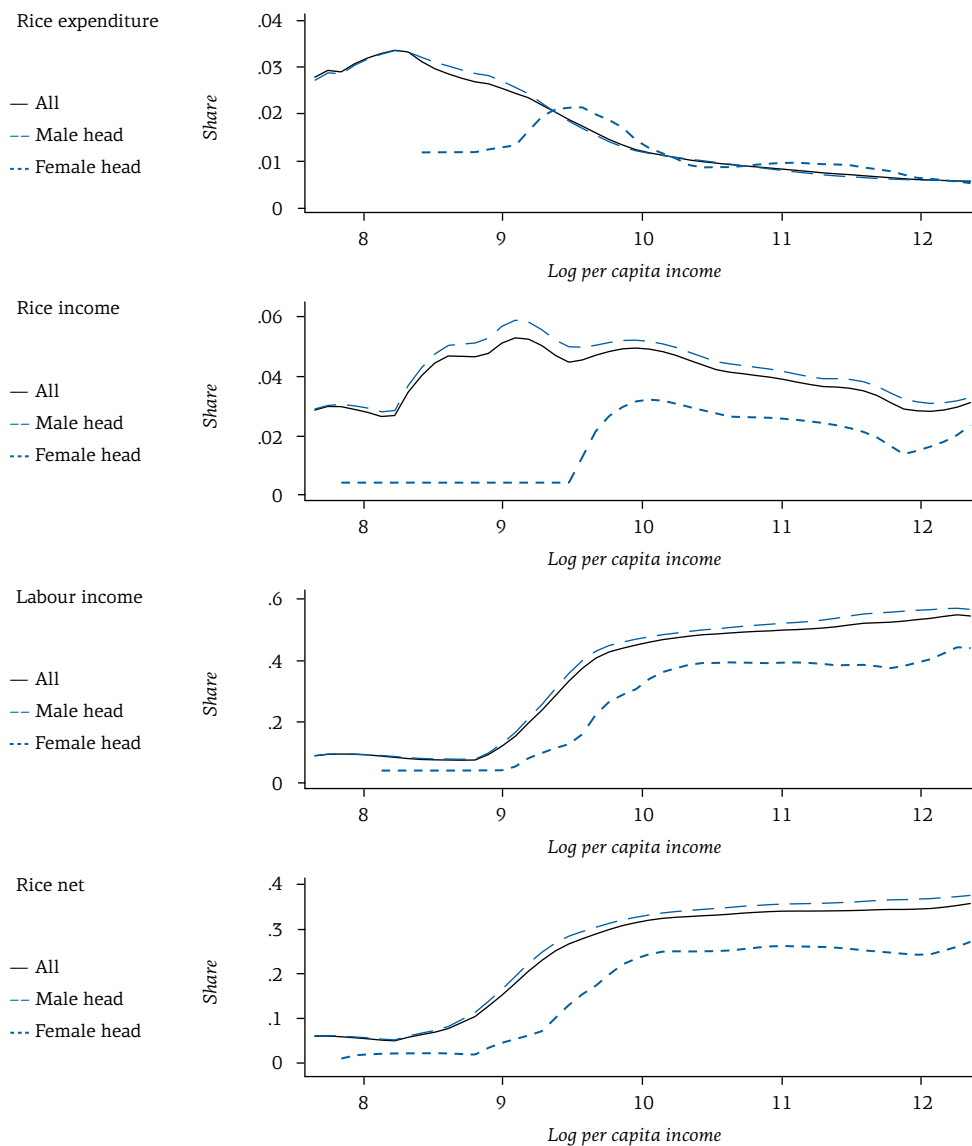 Rice expenditure
— All
-- Male head
--- Female head
Share
.04
.03
.02
.01
0
8 9 10 11 12
Log per capita income
Rice income
— All
-- Male head
--- Female head
Share
.06
.04
.02
0
8 9 10 11 12
Log per capita income
Labour income
— All
-- Male head
--- Female head
Share
.6
.4
.2
0
8 9 10 11 12
Log per capita income
Rice net
— All
-- Male head
--- Female head
Share
.4
.3
.2
.1
0
8 9 10 11 12
Log per capita income